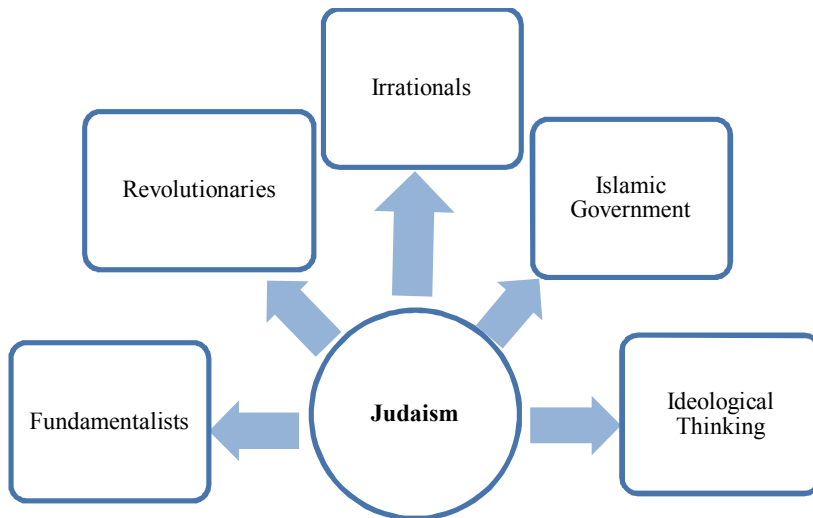 Irrationals
Revolutionaries
Islamic
Government
Fundamentalists
Judaism
Ideological
Thinking